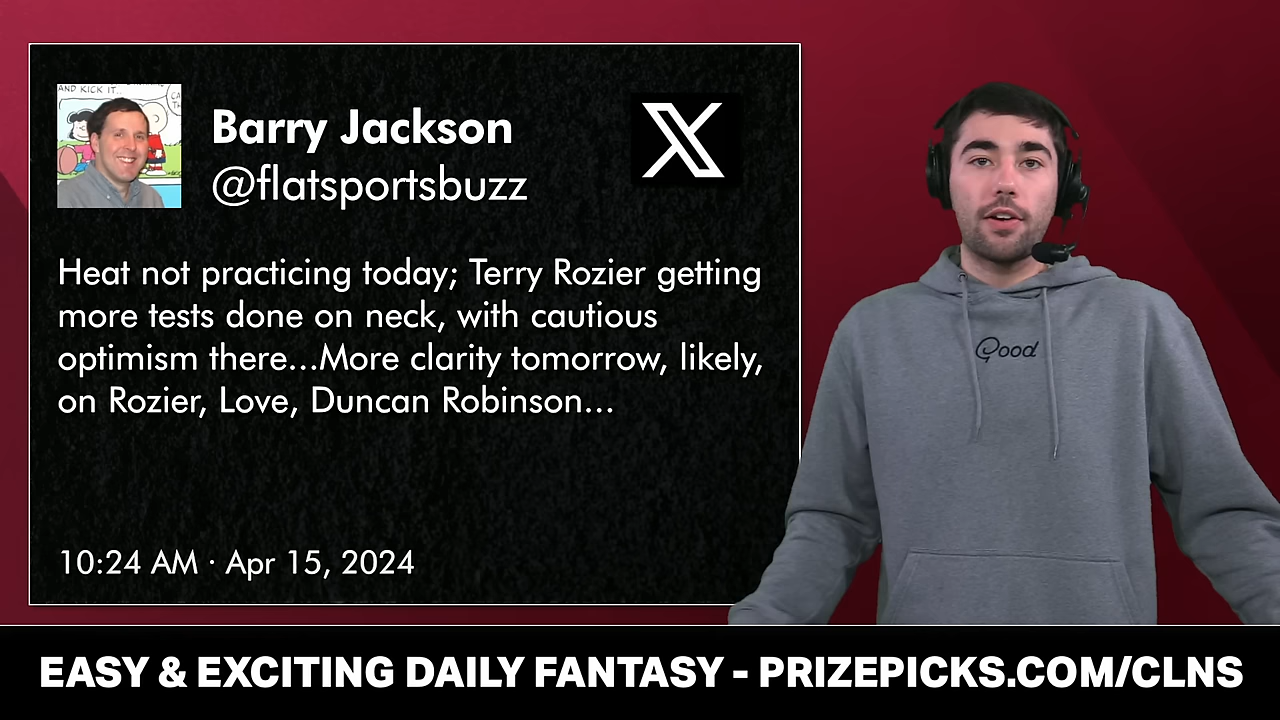 AND KICK IT..
Barry Jackson
@flatsportsbuzz
Heat not practicing today; Terry Rozier getting
more tests done on neck, with cautious
optimism there...More clarity tomorrow, likely,
on Rozier, Love, Duncan Robinson...
10:24 AM · Apr 15, 2024
Good
EASY & EXCITING DAILY FANTASY - PRIZEPICKS.COM/CLNS